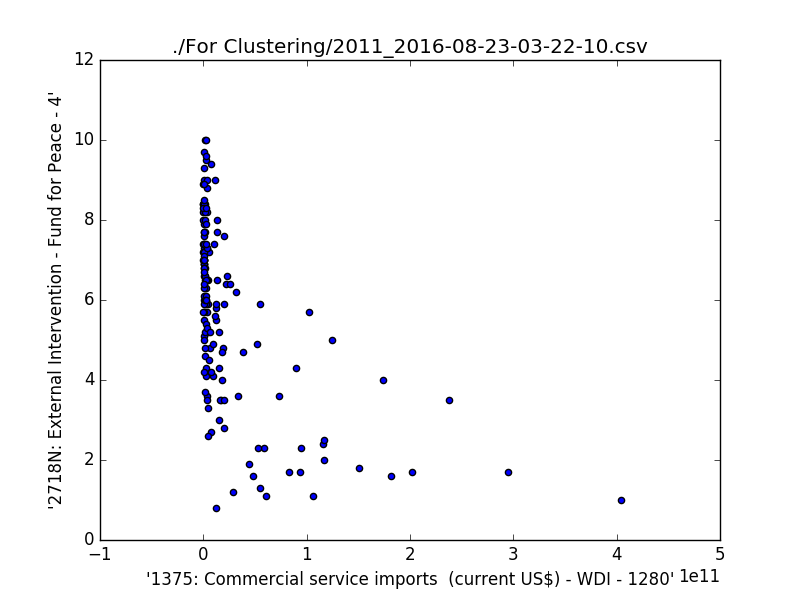 ./For Clustering/2011_2016-08-23-03-22-10.csv
12
10
8
6
4
2
0
'2718N: External Intervention - Fund for Peace - 4'
−1 0 1 2 3 4 5
1e11
'1375: Commercial service imports  (current US$) - WDI - 1280'